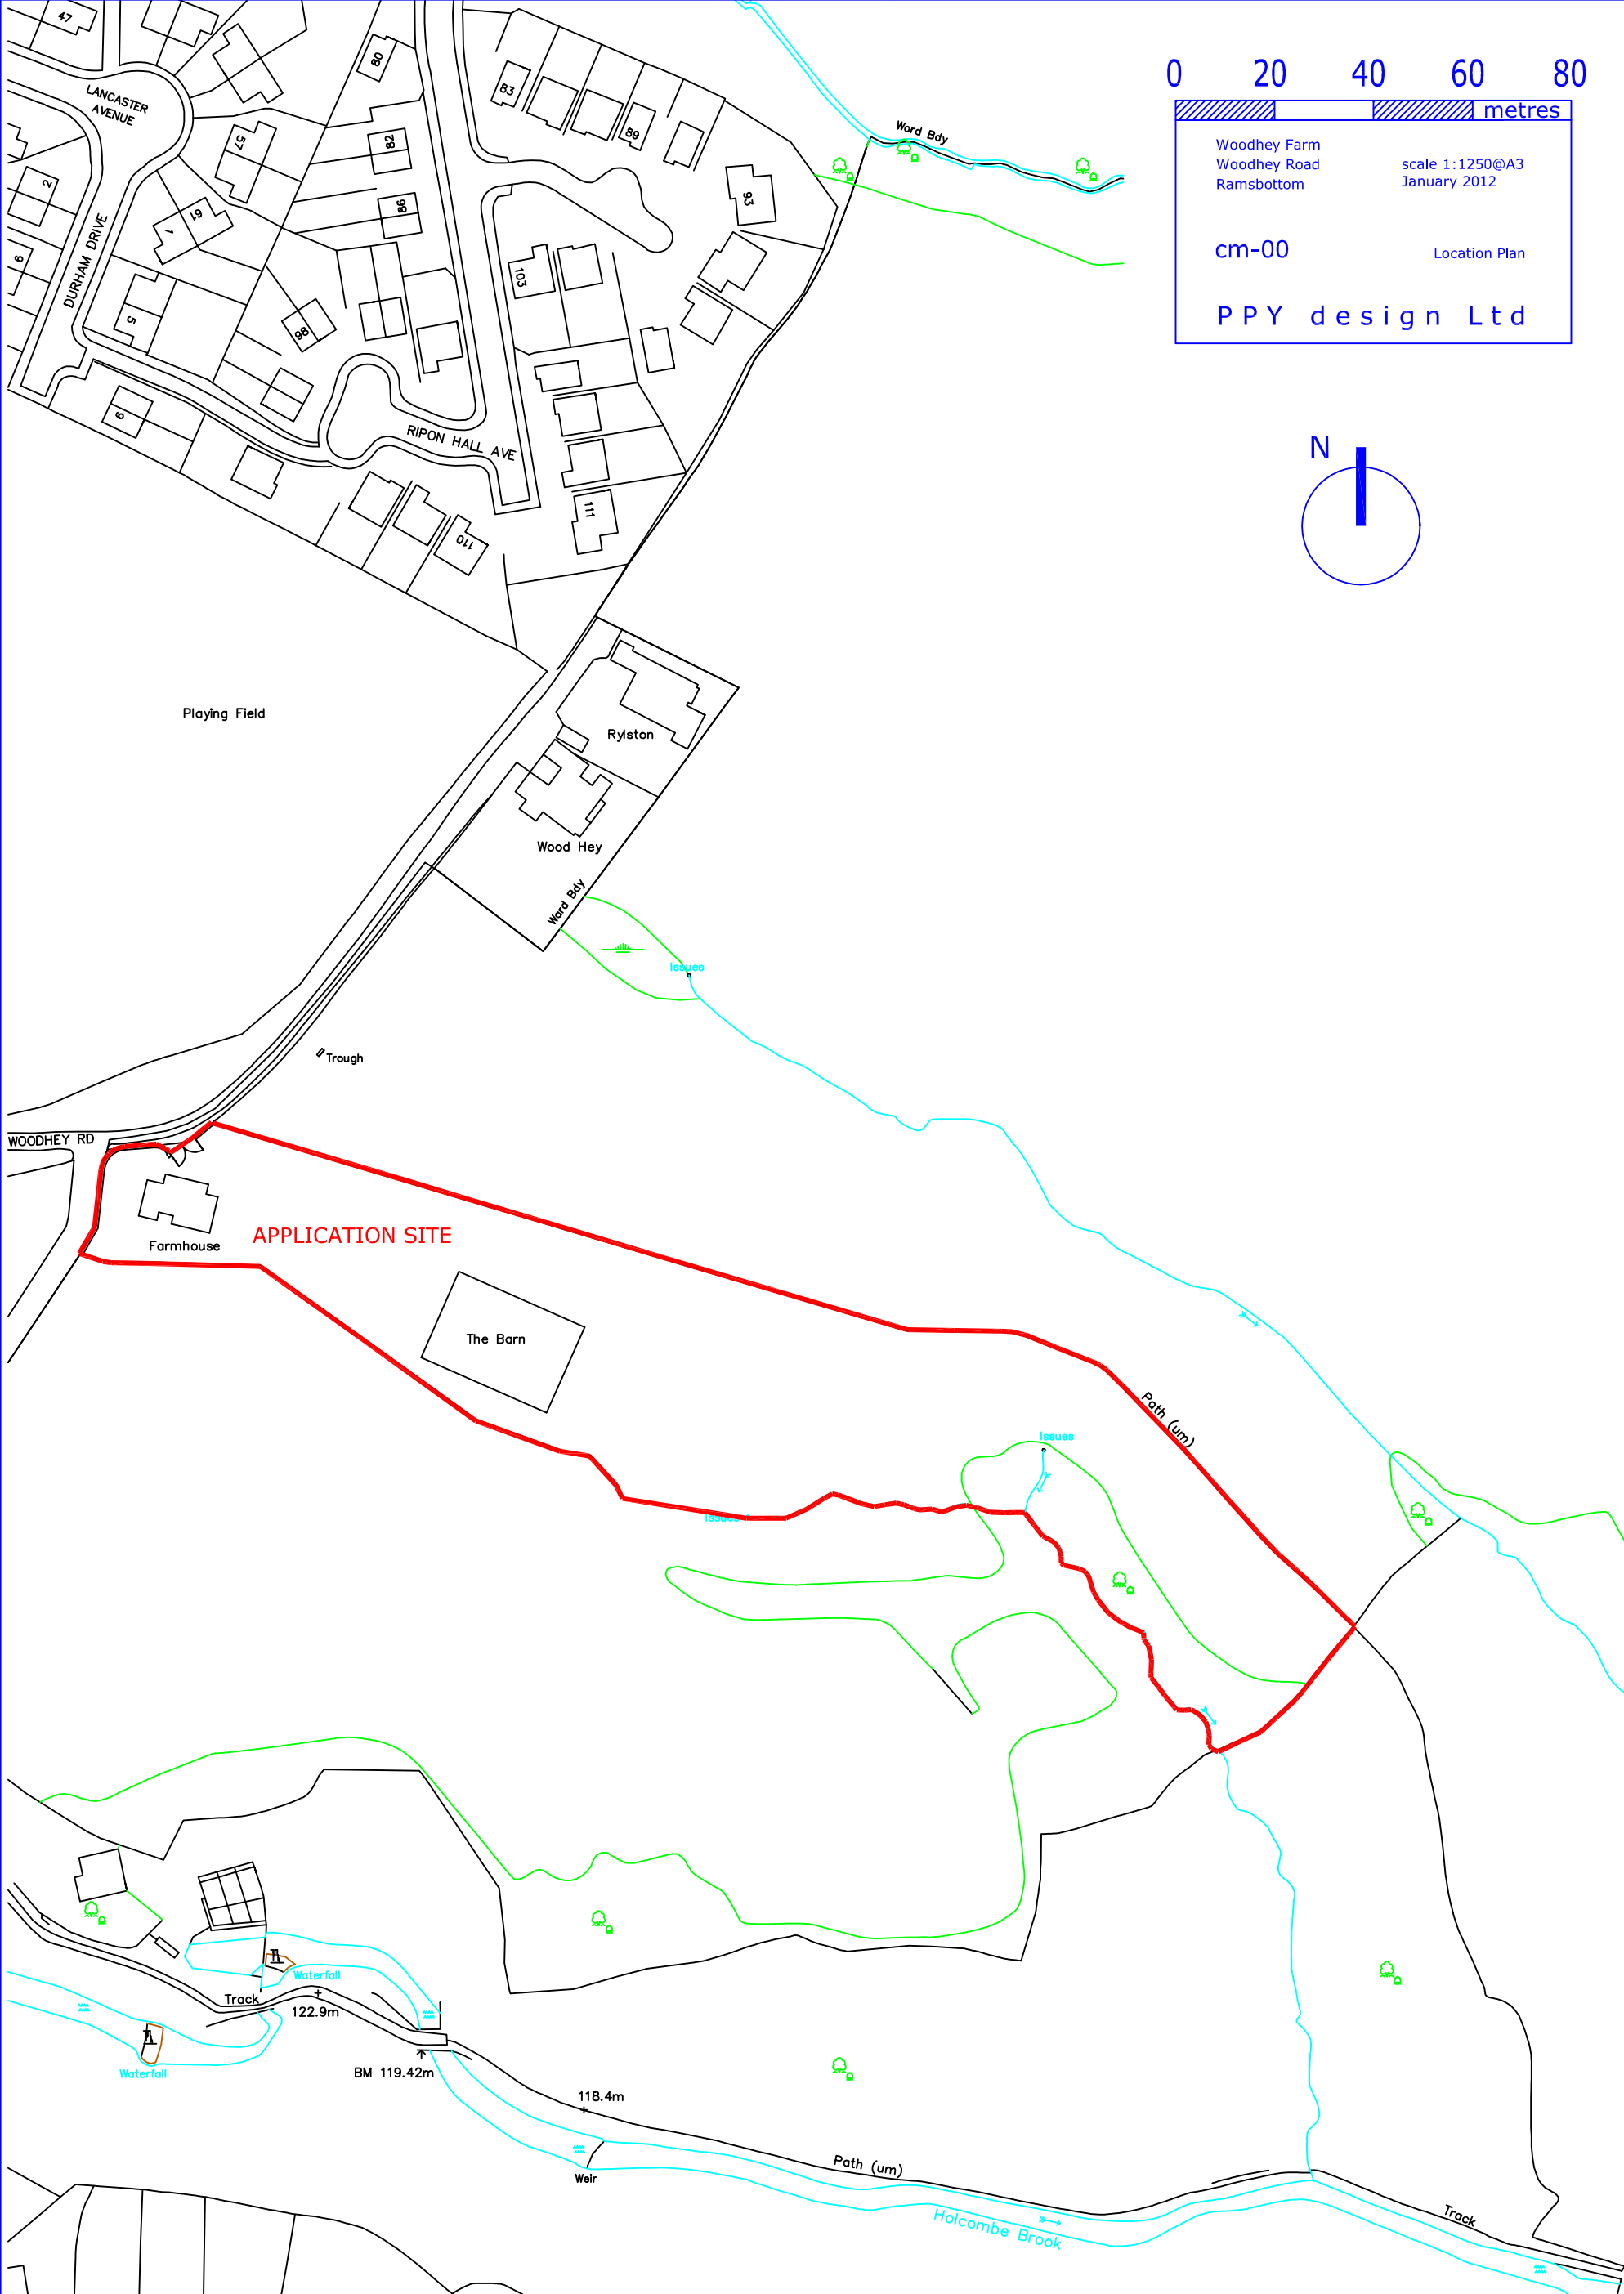 47
LANCASTER
AVENUE
80
83
89
82
57
2
93
86
61
1
DURHAM DRIVE
6
103
5
98
9
RIPON HALL AVE
111
110
Ward Bdy
0 20 40 60 80
metres
Woodhey Farm
Woodhey Road
Ramsbottom
scale 1:1250@A3
January 2012
cm-00
Location Plan
PPY design Ltd
N
Playing Field
Rylston
Wood Hey
Ward Bdy
Issues
Trough
WOODHEY RD
APPLICATION SITE
Farmhouse
The Barn
Path (um)
Issues
Issues
Waterfall
Track
122.9m
Waterfall
BM 119.42m
118.4m
Weir
Path (um)
Holcombe Brook
Track